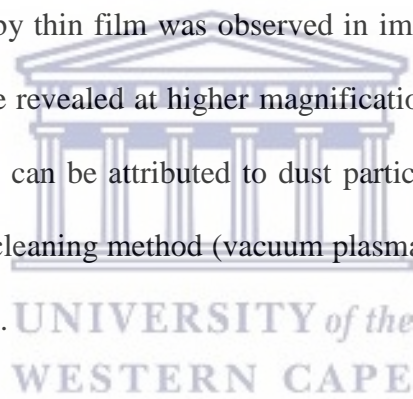 by thin film was observed in im
e revealed at higher magnificatio
can be attributed to dust partic
cleaning method (vacuum plasma
.
UNIVERSITY of the
WESTERN CAPE